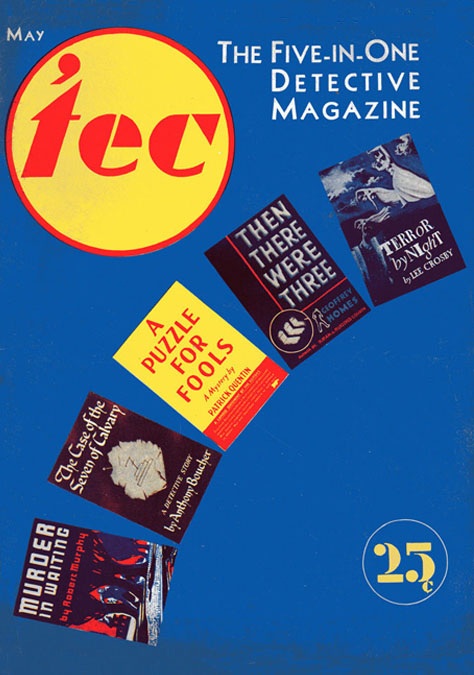 MAY
'tec
THE FIVE-IN-ONE
DETECTIVE
MAGAZINE
TERROR
by NIGHT
by LEE CROSBY
THEN
THERE
WERE
THREE
GEOFFREY
HOMES
A
PUZZLE
FOR
FOOLS
A Mystery by
PATRICK QUENTIN
The Case of the
Seven of Calvary
A DETECTIVE STORY
by Anthony Boucher
MURDER
IN WAITING
by Robert Murphy
25c